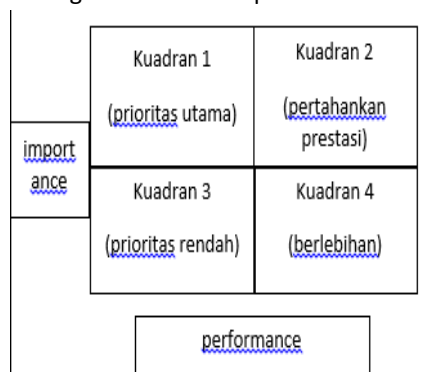 Kuadran 1
(prioritas utama)
Kuadran 2
(pertahankan
prestasi)
import
ance
Kuadran 3
(prioritas rendah)
Kuadran 4
(berlebihan)
performance